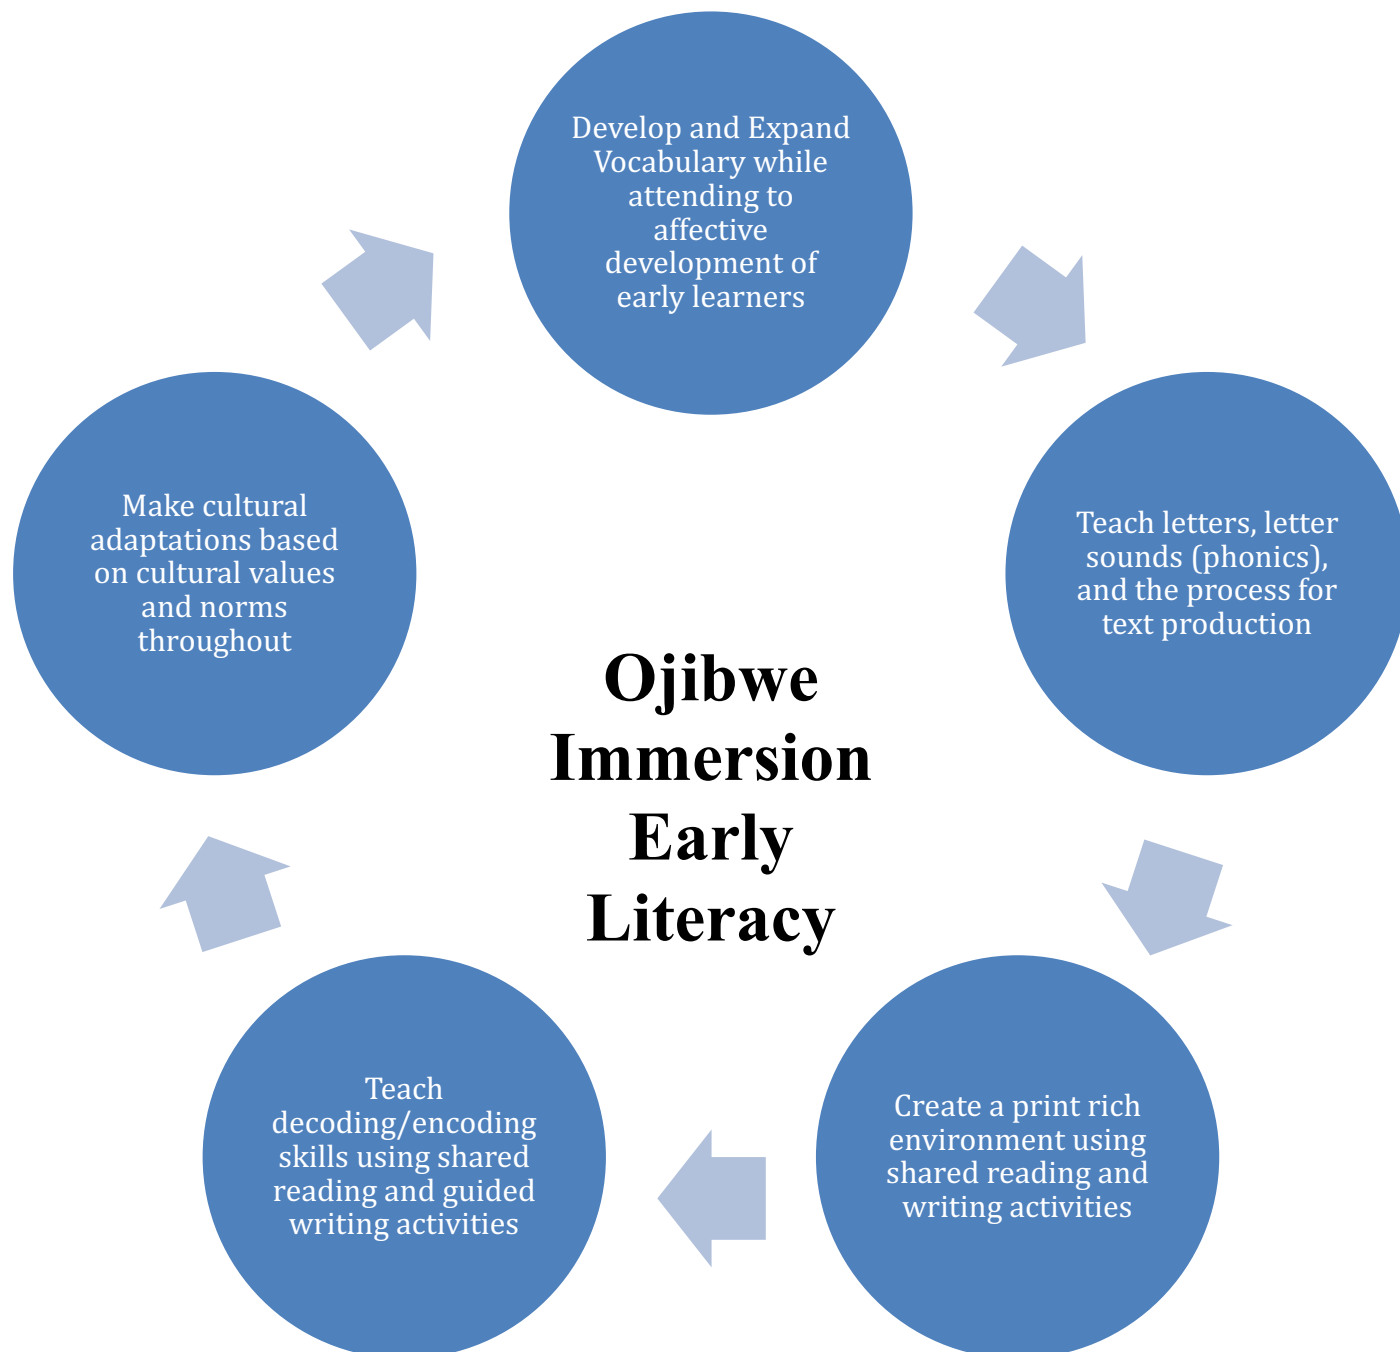 Develop and Expand
Vocabulary while
attending to
affective
development of
early learners
Teach letters, letter
sounds (phonics),
and the process for
text production
Create a print rich
environment using
shared reading and
writing activities
Teach
decoding/encoding
skills using shared
reading and guided
writing activities
Make cultural
adaptations based
on cultural values
and norms
throughout
Ojibwe
Immersion
Early
Literacy